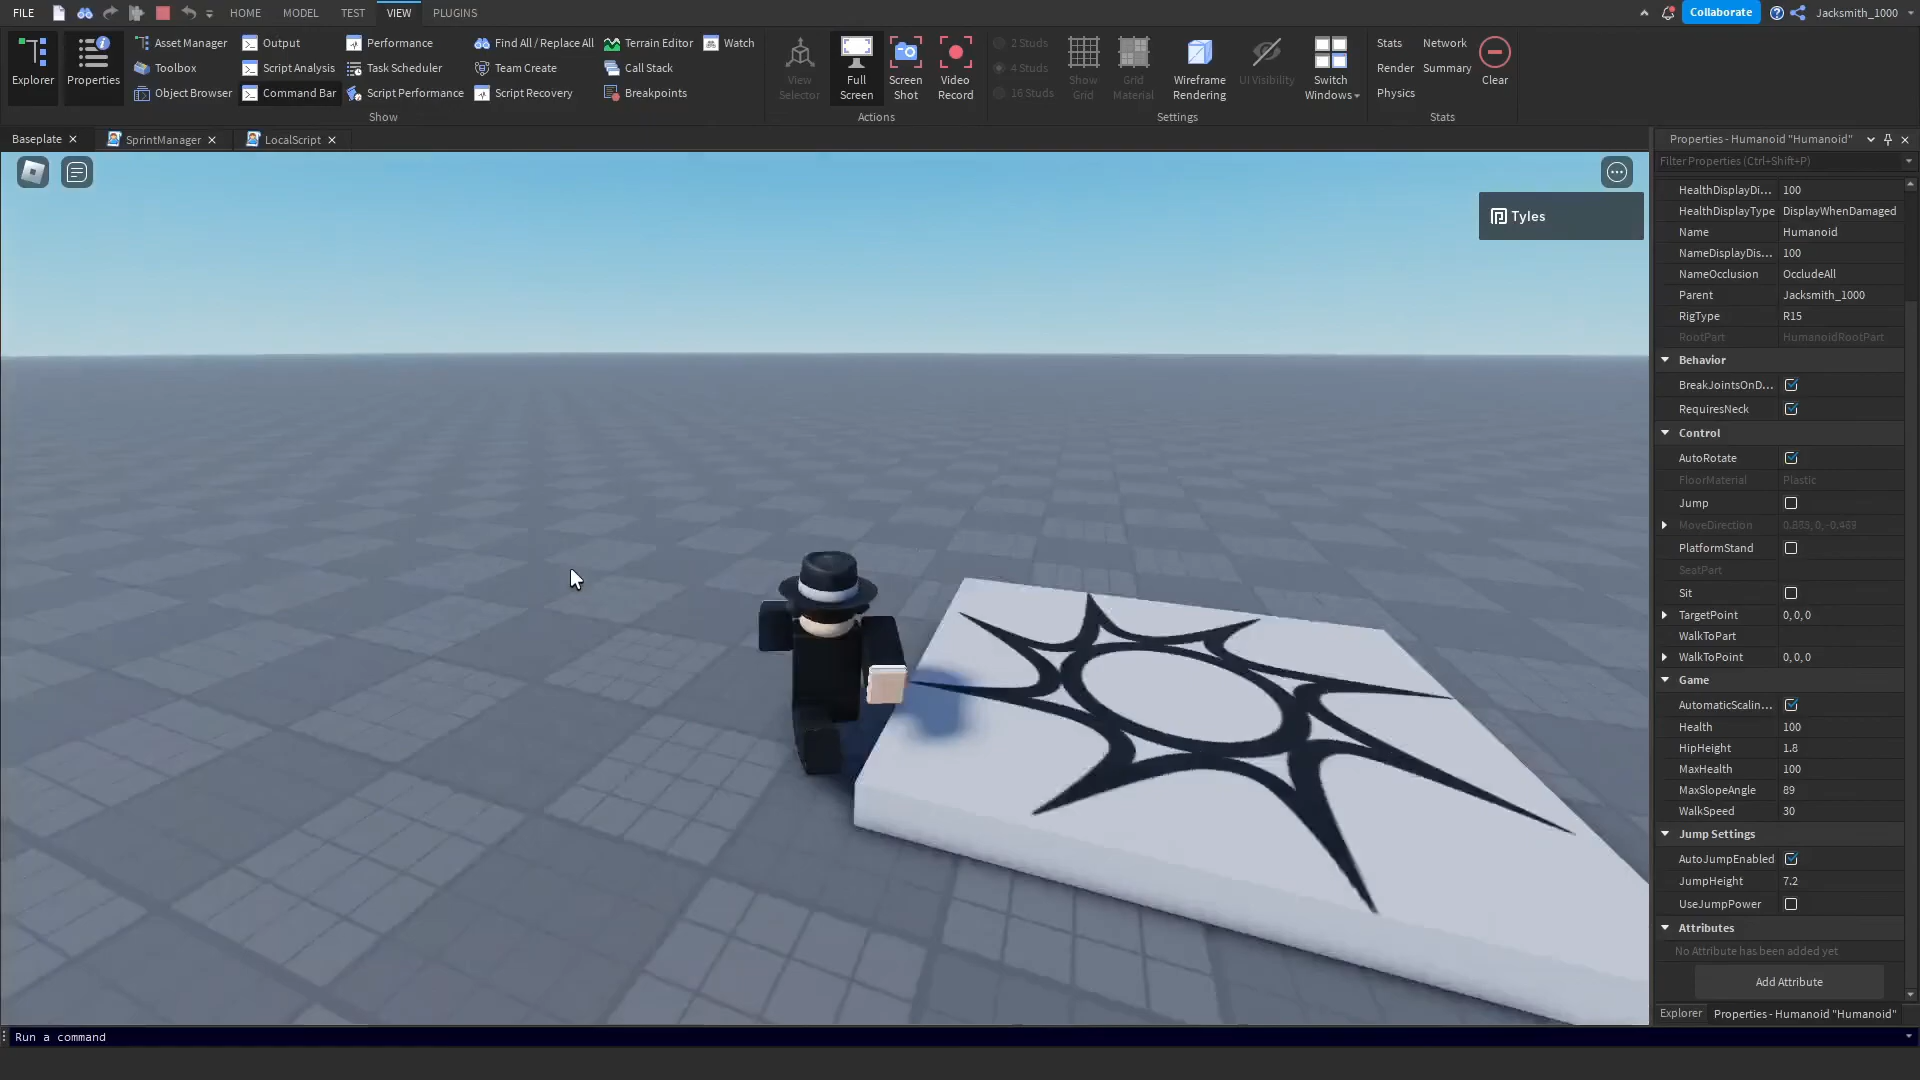 FILE
HOME
MODEL
TEST
VIEW
PLUGINS
Collaborate
Jacksmith_1000
Explorer
Properties
Asset Manager
Toolbox
Object Browser
Output
Script Analysis
Command Bar
Performance
Task Scheduler
Script Performance
Find All / Replace All
Team Create
Script Recovery
Terrain Editor
Call Stack
Breakpoints
Watch
Show
View
Selector
Full
Screen
Screen
Shot
Video
Record
Actions
2 Studs
4 Studs
16 Studs
Show
Grid
Grid
Material
Wireframe
Rendering
UI Visibility
Switch
Windows
Settings
Stats
Network
Render
Summary
Physics
Clear
Stats
Baseplate
SprintManager
LocalScript
Tyles
Properties - Humanoid "Humanoid"
Filter Properties (Ctrl+Shift+P)
HealthDisplayDi... 100
HealthDisplayType DisplayWhenDamaged
Name Humanoid
NameDisplayDis... 100
NameOcclusion OccludeAll
Parent Jacksmith_1000
RigType R15
RootPart HumanoidRootPart
Behavior
BreakJointsOnD...
RequiresNeck
Control
AutoRotate
FloorMaterial Plastic
Jump
MoveDirection
PlatformStand
SeatPart
Sit
TargetPoint 0, 0, 0
WalkToPart
WalkToPoint 0, 0, 0
Game
AutomaticScalin...
Health 100
HipHeight 1.8
MaxHealth 100
MaxSlopeAngle 89
WalkSpeed 30
Jump Settings
AutoJumpEnabled
JumpHeight 7.2
UseJumpPower
Attributes
No Attribute has been added yet
Add Attribute
Explorer
Properties - Humanoid "Humanoid"
Run a command